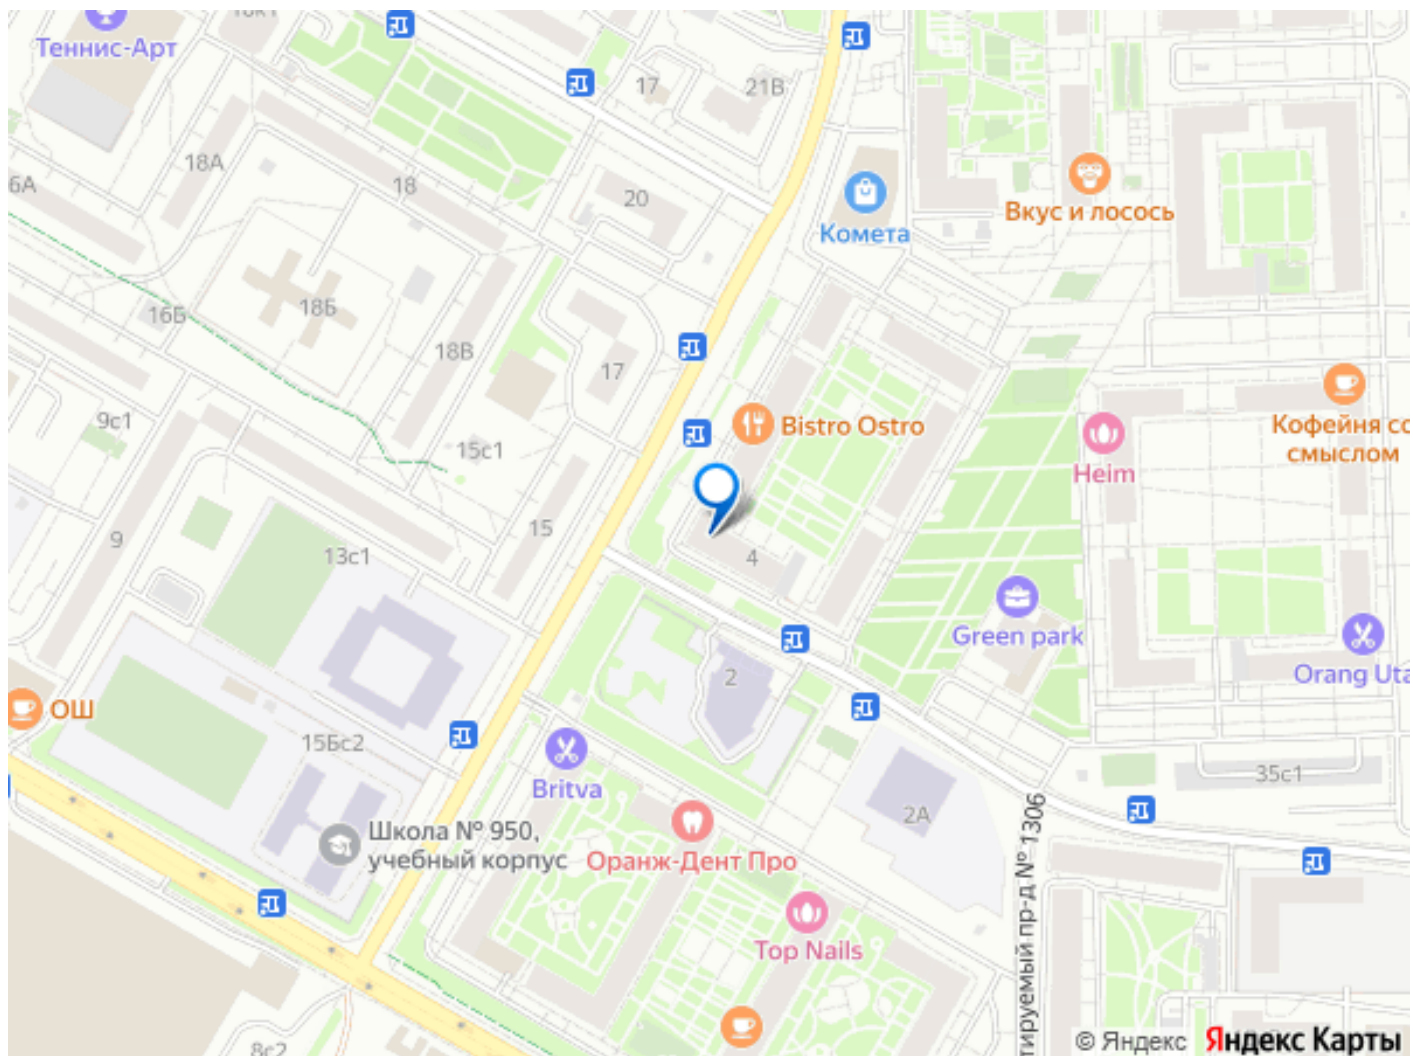 Теннис-Арт
17
21В
18А
18
6А
20
Вкус и лосось
Комета
18Б
16Б
18В
17
9с1
Bistro Ostro
Кофейня со
смыслом
Heim
15с1
15
9
13с1
4
Green park
2
Orang Uta
ОШ
15Бс2
Britva
35с1
2А
Школа № 950,
учебный корпус
Оранж-Дент Про
тируемый пр-д № 1306
Top Nails
8с2
© Яндекс Яндекс Карты